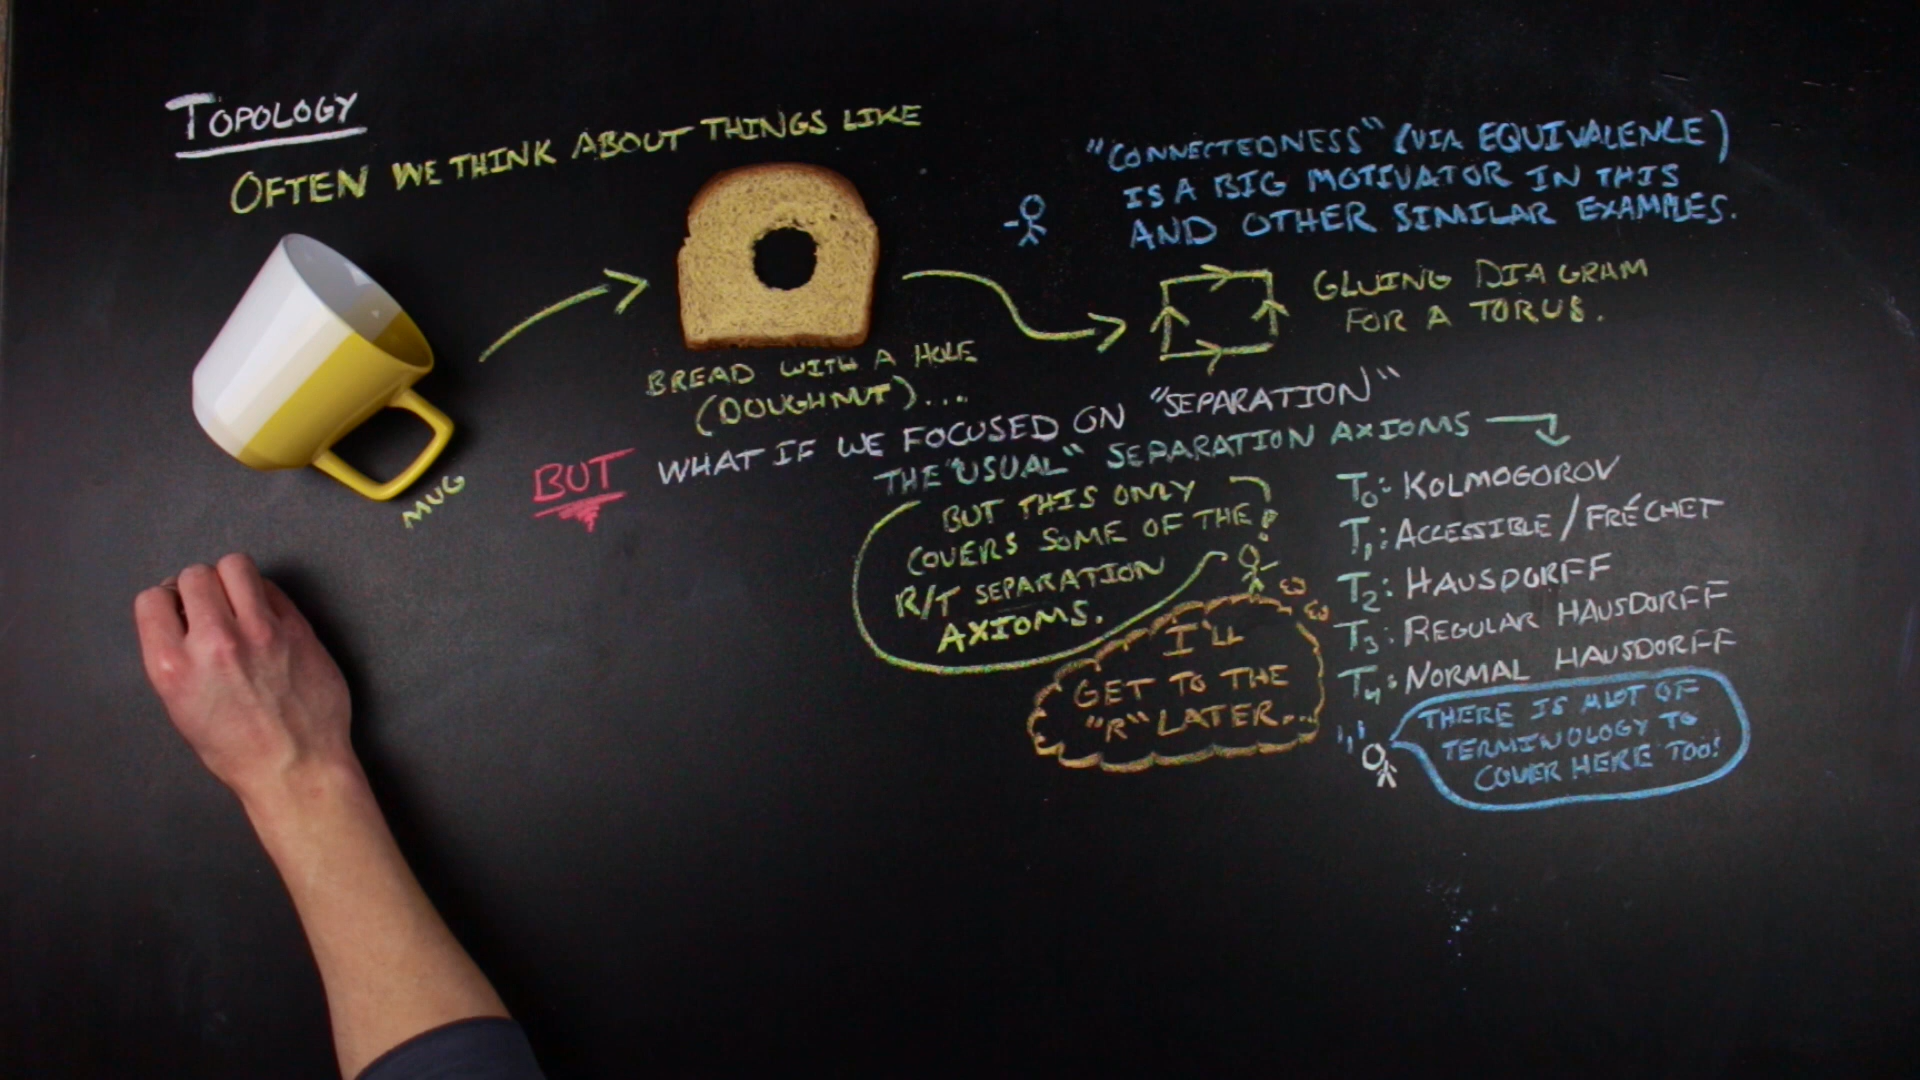 TOPOLOGY
OFTEN WE THINK ABOUT THINGS LIKE
MUG
BREAD WITH A HOLE
(DOUGHNUT)....
"CONNECTEDNESS" (VIA EQUIVALENCE)
IS A BIG MOTIVATOR IN THIS
AND OTHER SIMILAR EXAMPLES.
GLUING DIAGRAM
FOR A TORUS.
BUT WHAT IF WE FOCUSED ON "SEPARATION"
THE "USUAL" SEPARATION AXIOMS
BUT THIS ONLY
COVERS SOME OF THE
R/T SEPARATION
AXIOMS.
I'LL
GET TO THE
"R" LATER...
T₀: KOLMOGOROV
T₁: ACCESSIBLE / FRÉCHET
T₂: HAUSDORFF
T₃: REGULAR HAUSDORFF
T₄: NORMAL HAUSDORFF
THERE IS ALOT OF
TERMINOLOGY TO
COVER HERE TOO!